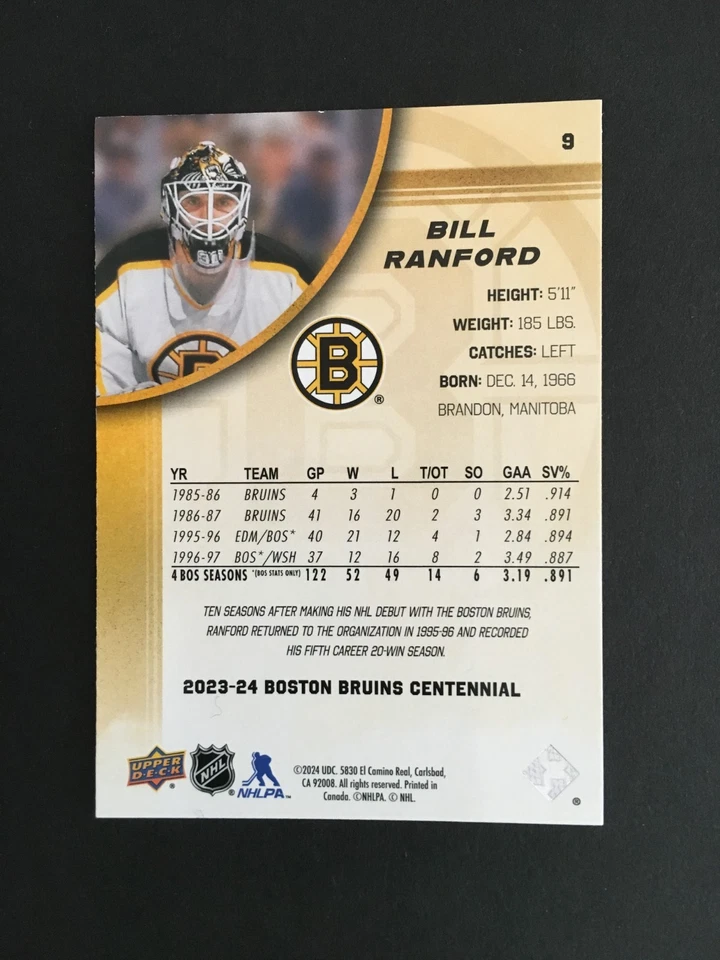 9
BILL
RANFORD
HEIGHT: 5'11"
WEIGHT: 185 LBS.
CATCHES: LEFT
BORN: DEC. 14, 1966
BRANDON, MANITOBA
B
®
YR TEAM GP W L T/OT SO GAA SV%
1985-86 BRUINS 4 3 1 0 0 2.51 .914
1986-87 BRUINS 41 16 20 2 3 3.34 .891
1995-96 EDM/BOS* 40 21 12 4 1 2.84 .894
1996-97 BOS*/WSH 37 12 16 8 2 3.49 .887
4 BOS SEASONS *(BOS STATS ONLY) 122 52 49 14 6 3.19 .891
TEN SEASONS AFTER MAKING HIS NHL DEBUT WITH THE BOSTON BRUINS,
RANFORD RETURNED TO THE ORGANIZATION IN 1995-96 AND RECORDED
HIS FIFTH CAREER 20-WIN SEASON.
2023-24 BOSTON BRUINS CENTENNIAL
UPPER
DECK
®
NHL
®
NHLPA™
©2024 UDC. 5830 El Camino Real, Carlsbad,
CA 92008. All rights reserved. Printed in
Canada. ©NHLPA. © NHL.
®